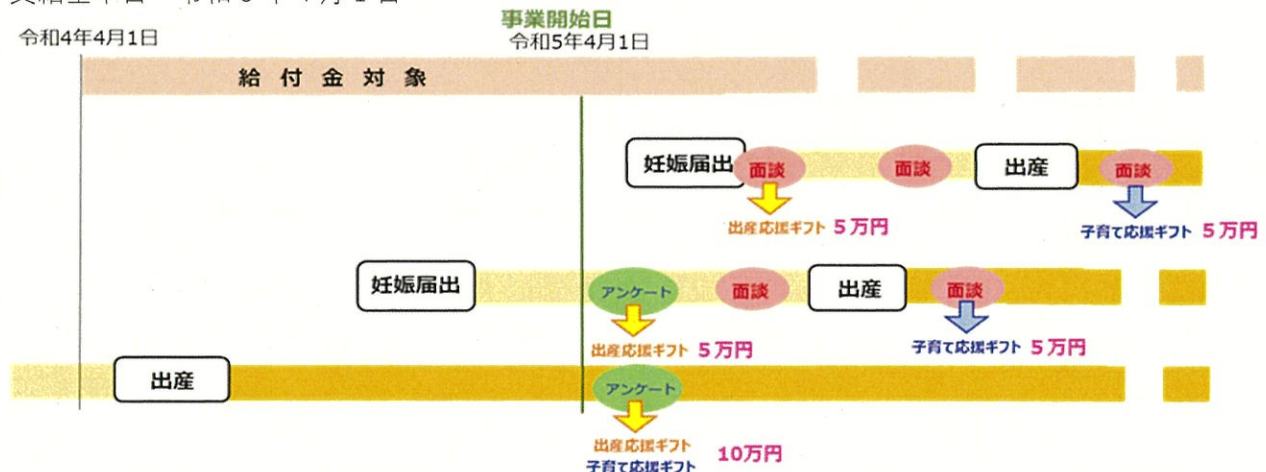 事業開始日
令和4年4月1日
令和5年4月1日
給付金対象
妊娠届出
面談
面談
出産
面談
出産応援ギフト 5万円
子育て応援ギフト 5万円
妊娠届出
アンケート
面談
出産
面談
出産応援ギフト 5万円
子育て応援ギフト 5万円
出産
アンケート
出産応援ギフト
子育て応援ギフト
10万円